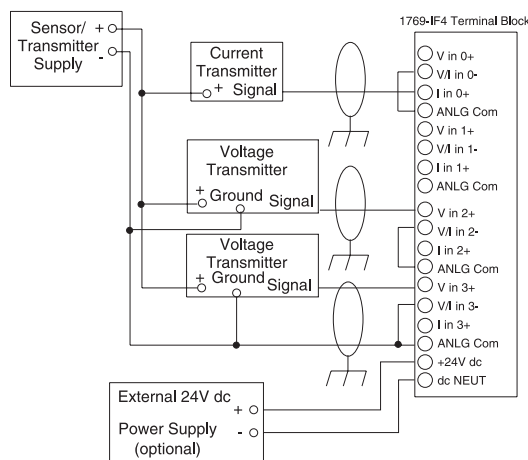 1769-IF4 Terminal Block
Sensor/
Transmitter
Supply
+
-
Current
Transmitter
+ Signal
Voltage
Transmitter
+
Ground
Signal
Voltage
Transmitter
+
Ground
Signal
V in 0+
V/I in 0-
I in 0+
ANLG Com
V in 1+
V/I in 1-
I in 1+
ANLG Com
V in 2+
V/I in 2-
I in 2+
ANLG Com
V in 3+
V/I in 3-
I in 3+
ANLG Com
+24V dc
dc NEUT
External 24V dc
+
Power Supply
-
(optional)